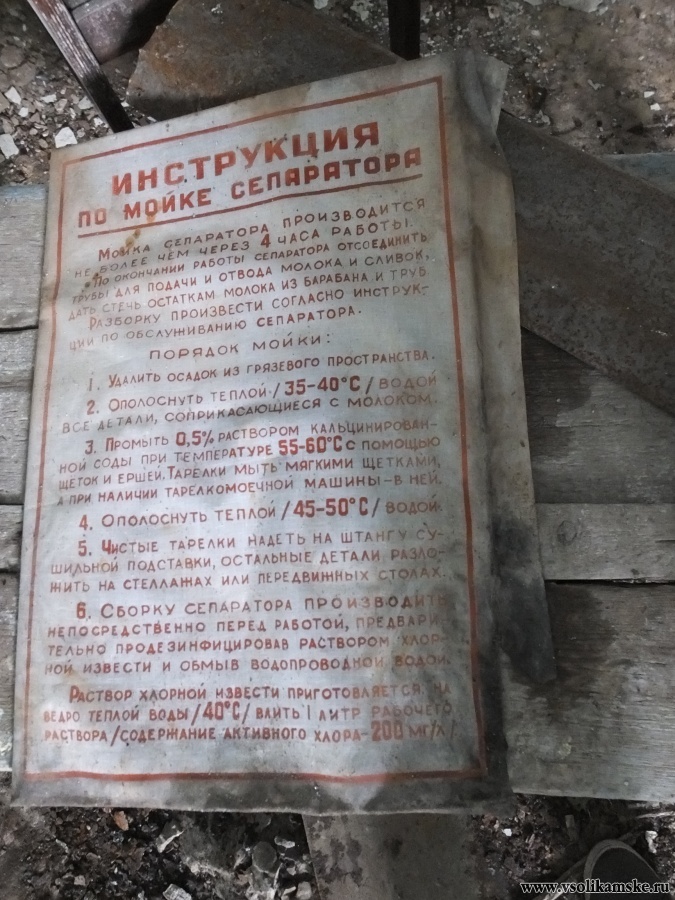 ИНСТРУКЦИЯ
ПО МОЙКЕ СЕПАРАТОРА
МОЙКА СЕПАРАТОРА ПРОИЗВОДИТСЯ
НЕ БОЛЕЕ ЧЕМ ЧЕРЕЗ 4 ЧАСА РАБОТЫ.
ПО ОКОНЧАНИИ РАБОТЫ СЕПАРАТОРА ОТСОЕДИНИТЬ
ТРУБЫ ДЛЯ ПОДАЧИ И ОТВОДА МОЛОКА И СЛИВОК,
ДАТЬ СТЕЧЬ ОСТАТКАМ МОЛОКА ИЗ БАРАБАНА И ТРУБ
РАЗБОРКУ ПРОИЗВЕСТИ СОГЛАСНО ИНСТРУК-
ЦИИ ПО ОБСЛУЖИВАНИЮ СЕПАРАТОРА.
ПОРЯДОК МОЙКИ:
1. УДАЛИТЬ ОСАДОК ИЗ ГРЯЗЕВОГО ПРОСТРАНСТВА.
2. ОПОЛОСНУТЬ ТЕПЛОЙ /35-40°С/ ВОДОЙ
ВСЕ ДЕТАЛИ, СОПРИКАСАЮЩИЕСЯ С МОЛОКОМ.
3. ПРОМЫТЬ 0,5% РАСТВОРОМ КАЛЬЦИНИРОВАН-
НОЙ СОДЫ ПРИ ТЕМПЕРАТУРЕ 55-60°С С ПОМОЩЬЮ
ЩЕТОК И ЕРШЕЙ. ТАРЕЛКИ МЫТЬ МЯГКИМИ ЩЕТКАМИ,
А ПРИ НАЛИЧИИ ТАРЕЛКОМОЕЧНОЙ МАШИНЫ - В НЕЙ.
4. ОПОЛОСНУТЬ ТЕПЛОЙ /45-50°С/ ВОДОЙ.
5. ЧИСТЫЕ ТАРЕЛКИ НАДЕТЬ НА ШТАНГУ СУ-
ШИЛЬНОЙ ПОДСТАВКИ, ОСТАЛЬНЫЕ ДЕТАЛИ РАЗЛО-
ЖИТЬ НА СТЕЛЛАЖАХ ИЛИ ПЕРЕДВИЖНЫХ СТОЛАХ.
6. СБОРКУ СЕПАРАТОРА ПРОИЗВОДИТЬ
НЕПОСРЕДСТВЕННО ПЕРЕД РАБОТОЙ, ПРЕДВАРИ-
ТЕЛЬНО ПРОДЕЗИНФИЦИРОВАВ РАСТВОРОМ ХЛОР-
НОЙ ИЗВЕСТИ И ОБМЫВ ВОДОПРОВОДНОЙ ВОДОЙ.
РАСТВОР ХЛОРНОЙ ИЗВЕСТИ ПРИГОТОВЛЯЕТСЯ НА
ВЕДРО ТЕПЛОЙ ВОДЫ /40°С/ ВЛИТЬ 1 ЛИТР РАБОЧЕГО
РАСТВОРА /СОДЕРЖАНИЕ АКТИВНОГО ХЛОРА - 200 МГ/Л/.
www.vsolikamske.ru